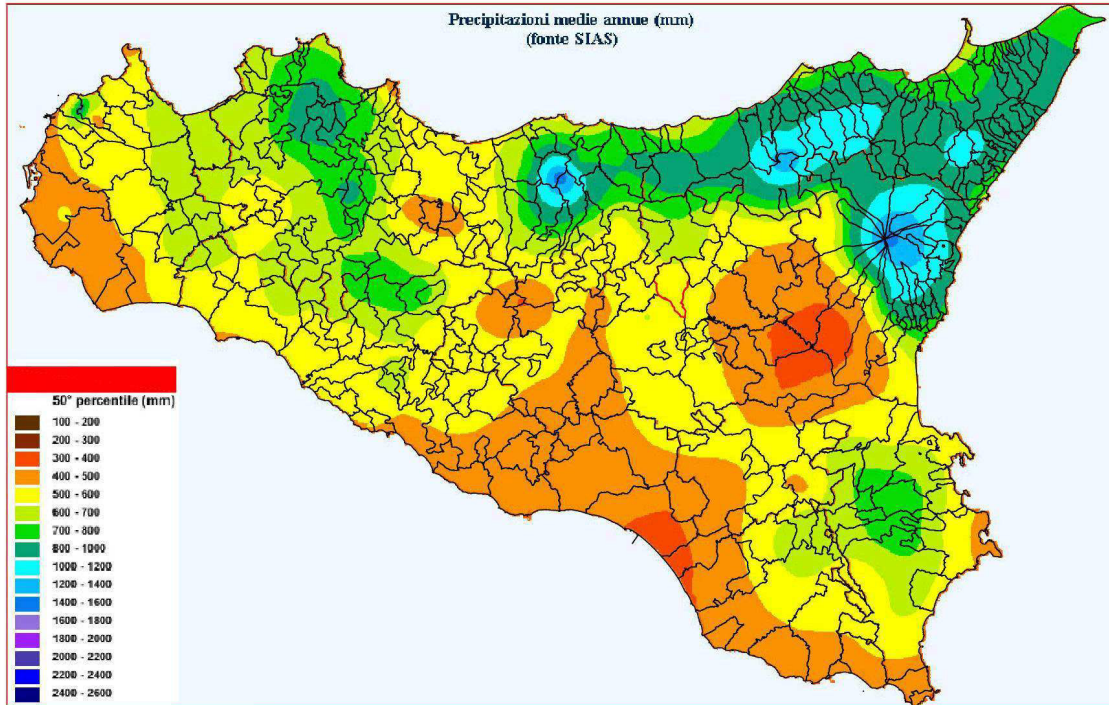 Precipitazioni medie annue (mm)
(fonte SIAS)
50° percentile (mm)
100 - 200
200 - 300
300 - 400
400 - 500
500 - 600
600 - 700
700 - 800
800 - 1000
1000 - 1200
1200 - 1400
1400 - 1600
1600 - 1800
1800 - 2000
2000 - 2200
2200 - 2400
2400 - 2600